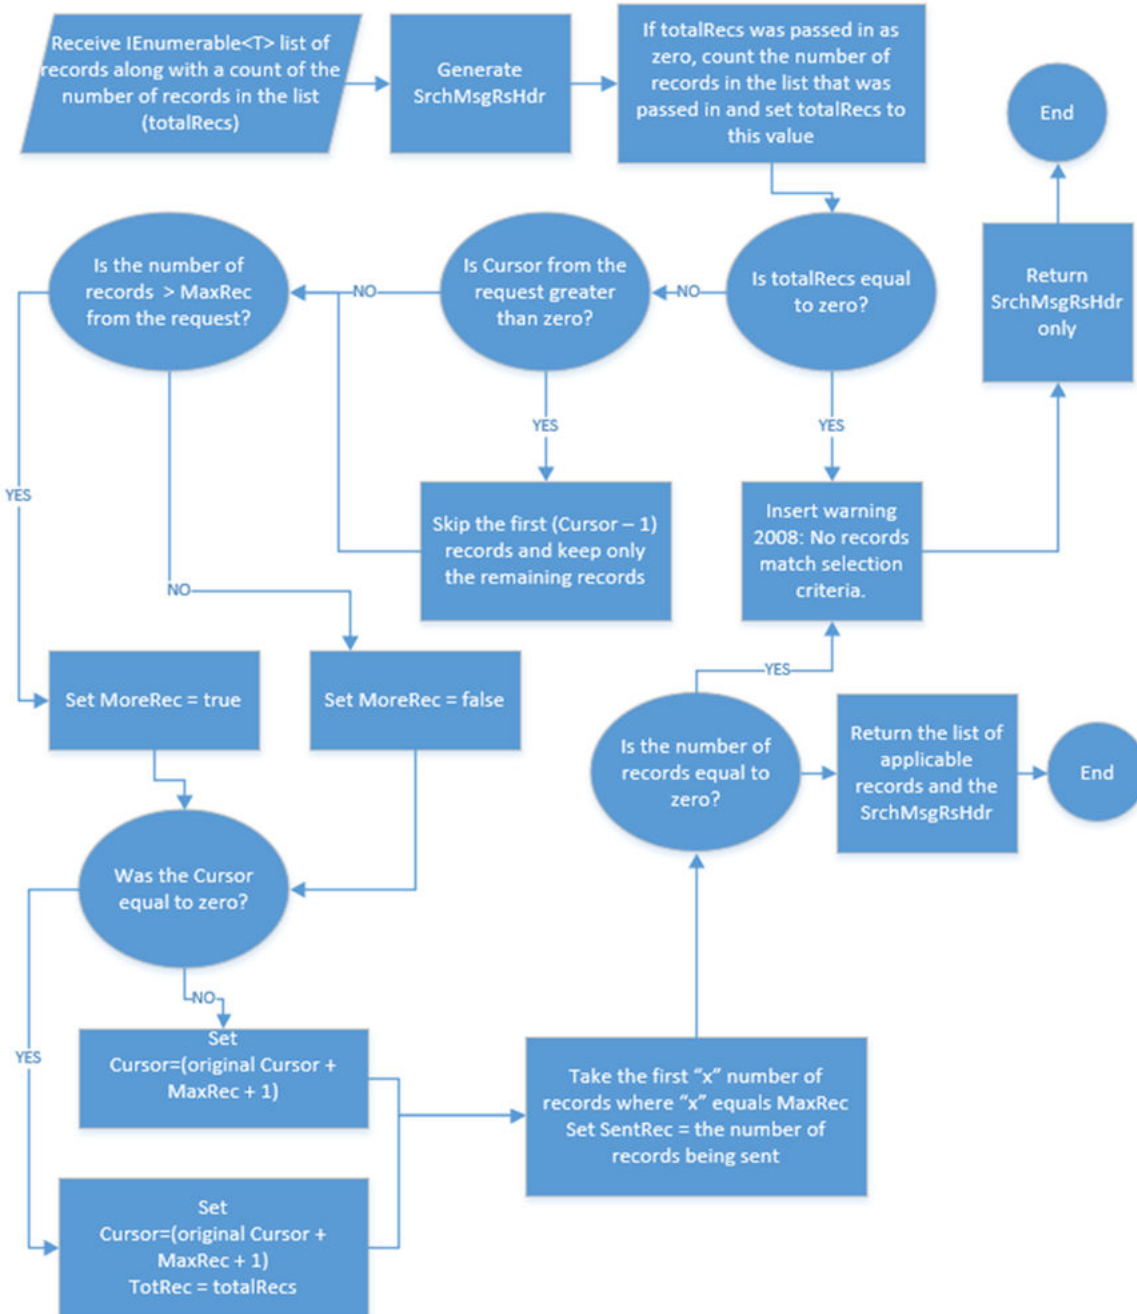 Receive IEnumerable<T> list of
records along with a count of the
number of records in the list
(totalRecs)
Generate
SrchMsgRsHdr
If totalRecs was passed in as
zero, count the number of
records in the list that was
passed in and set totalRecs to
this value
End
Is the number of
records > MaxRec
from the request?
NO
Is Cursor from the
request greater
than zero?
NO
Is totalRecs equal
to zero?
Return
SrchMsgRsHdr
only
YES
YES
YES
Skip the first (Cursor – 1)
records and keep only
the remaining records
Insert warning
2008: No records
match selection
criteria.
NO
Set MoreRec = true
Set MoreRec = false
YES
Is the number of
records equal to
zero?
Return the list of
applicable
records and the
SrchMsgRsHdr
End
Was the Cursor
equal to zero?
NO
YES
Set
Cursor=(original Cursor +
MaxRec + 1)
Take the first “x” number of
records where “x” equals MaxRec
Set SentRec = the number of
records being sent
Set
Cursor=(original Cursor +
MaxRec + 1)
TotRec = totalRecs